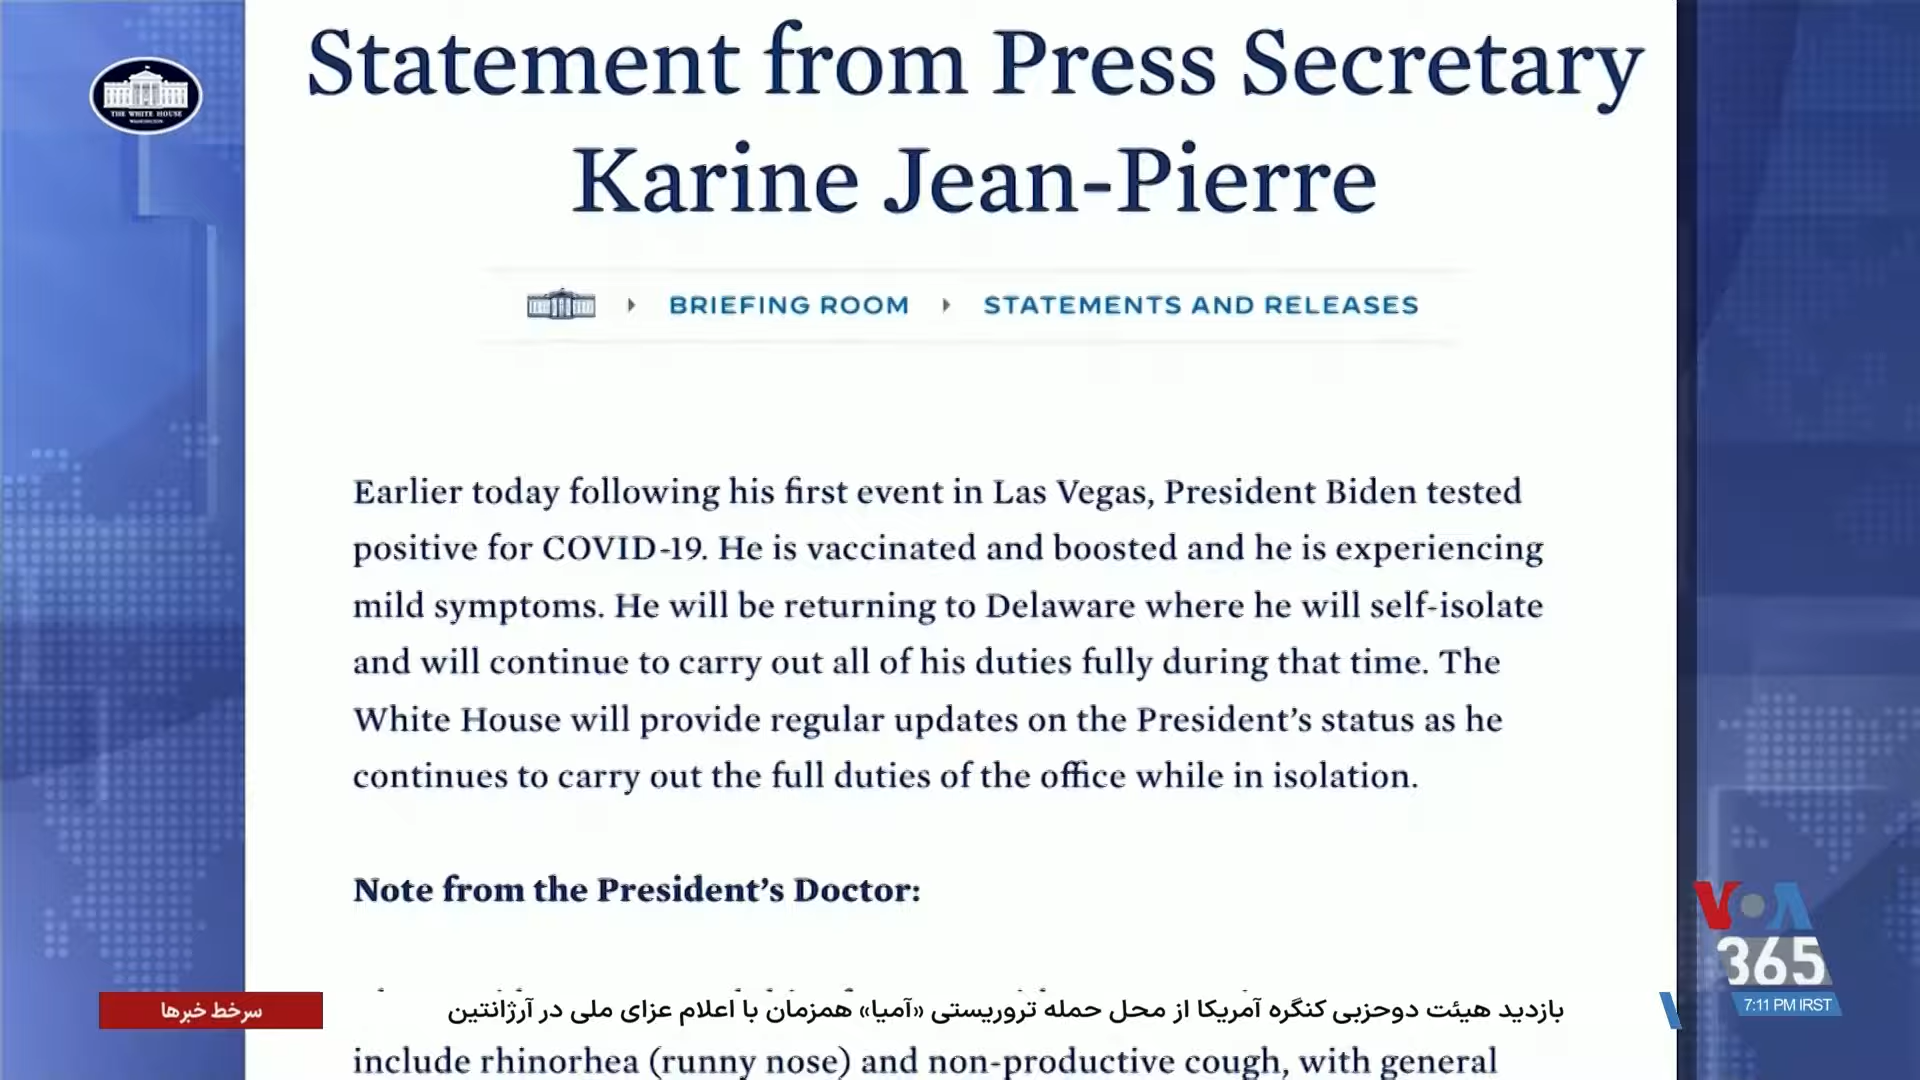 Statement from Press Secretary
Karine Jean-Pierre
THE WHITE HOUSE
WASHINGTON
BRIEFING ROOM
STATEMENTS AND RELEASES
Earlier today following his first event in Las Vegas, President Biden tested
positive for COVID-19. He is vaccinated and boosted and he is experiencing
mild symptoms. He will be returning to Delaware where he will self-isolate
and will continue to carry out all of his duties fully during that time. The
White House will provide regular updates on the President’s status as he
continues to carry out the full duties of the office while in isolation.
Note from the President’s Doctor:
VOA
365
7:11 PM IRST
سرخط خبرها
بازدید هیئت دوحزبی کنگره آمریکا از محل حمله تروریستی «آمیا» همزمان با اعلام عزای ملی در آرژانتین
include rhinorhea (runny nose) and non-productive cough, with general